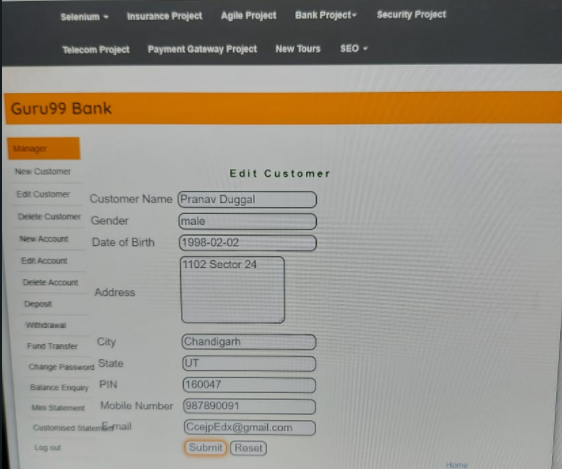 Selenium Insurance Project Agile Project Bank Project Security Project
Telecom Project Payment Gateway Project New Tours SEO
Guru99 Bank
Manager
New Customer
Edit Customer
Delete Customer
New Account
Edit Account
Delete Account
Deposit
Withdrawal
Fund Transfer
Change Password
Balance Enquiry
Mini Statement
Customised Statement
Log out
Edit Customer
Customer Name Pranav Duggal
Gender male
Date of Birth 1998-02-02
Address 1102 Sector 24
City Chandigarh
State UT
PIN 160047
Mobile Number 987890091
E-mail CcejpEdx@gmail.com
Submit Reset
Home